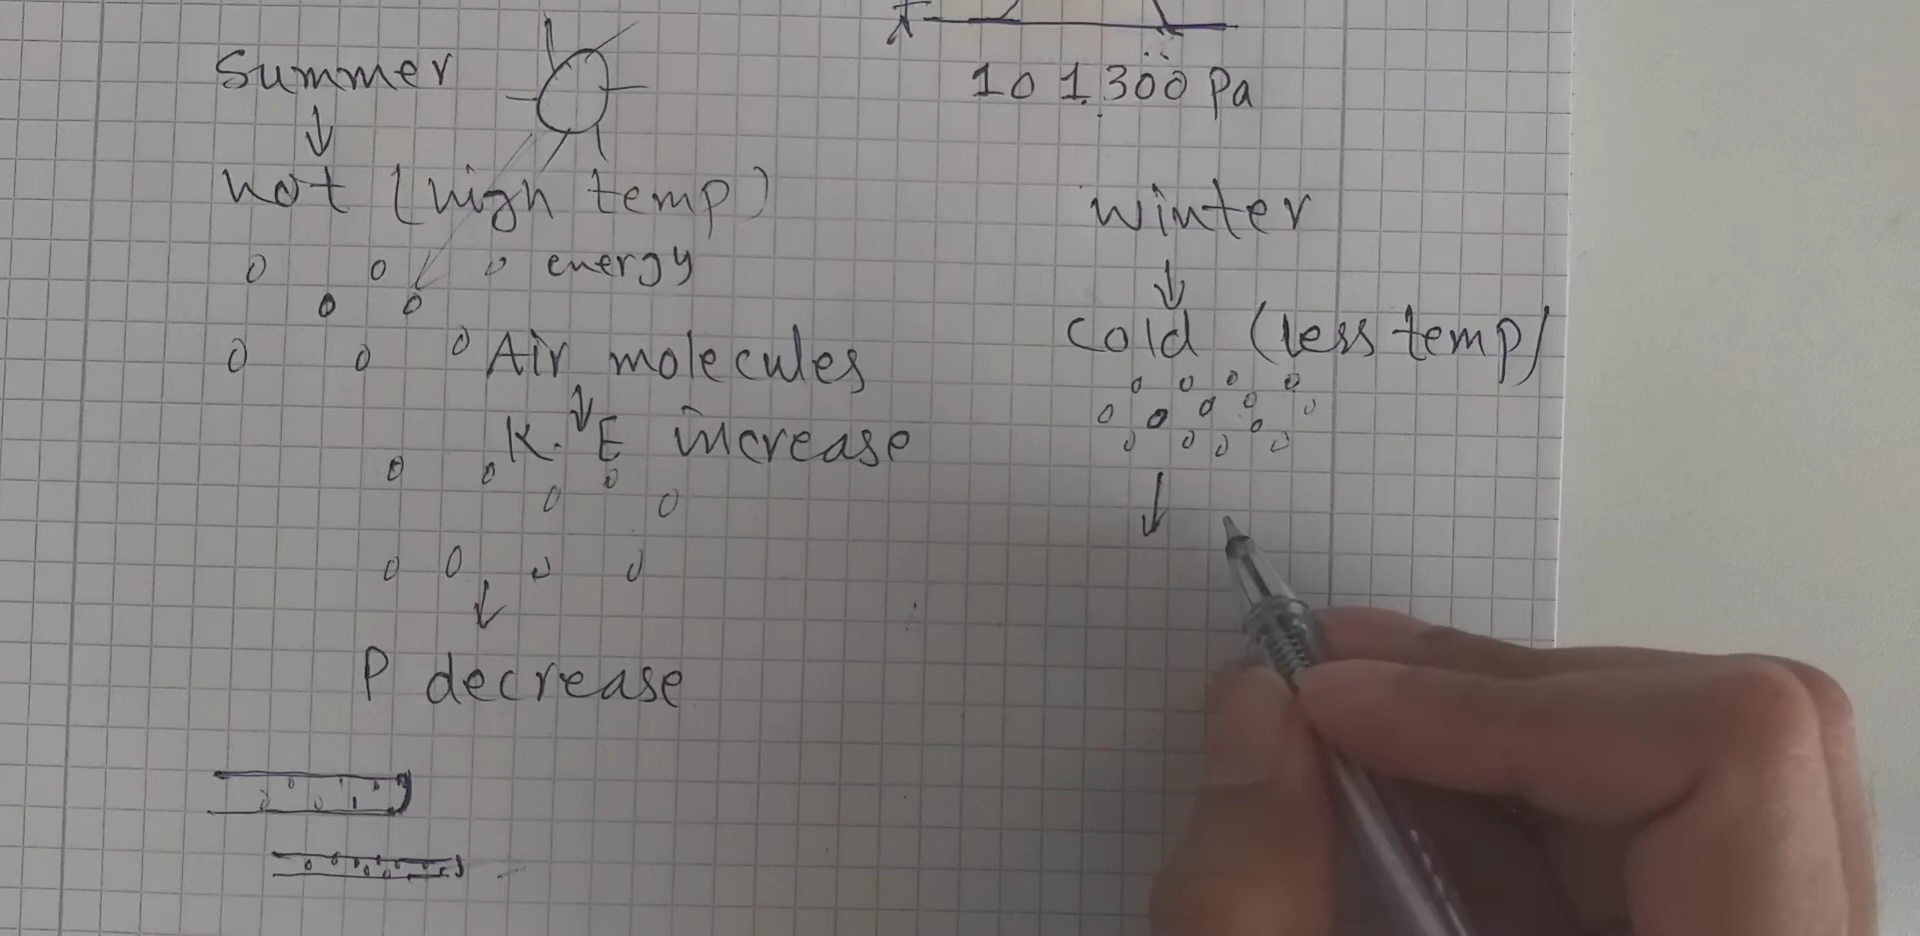 Summer
hot (high temp)
energy
Air molecules
K.E increase
P decrease
101.300 Pa
winter
cold (less temp)